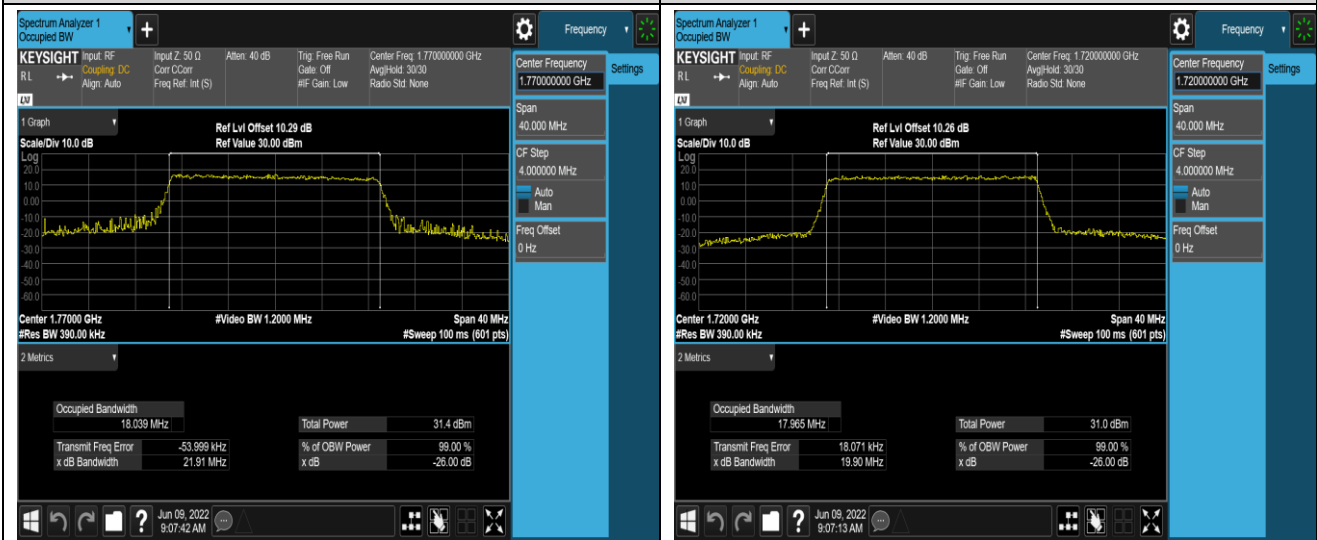 Spectrum Analyzer 1
Occupied BW
+
Frequency
KEYSIGHT Input: RF Input Z: 50 Ω Atten: 40 dB Trig: Free Run Center Freq: 1.770000000 GHz
R L Coupling: DC Corr CCorr Gate: Off Avg|Hold: 30/30
Align: Auto Freq Ref: Int (S) #IF Gain: Low Radio Std: None
LXI
Center Frequency
1.770000000 GHz
Settings
Span
40.000 MHz
CF Step
4.000000 MHz
Auto
Man
Freq Offset
0 Hz
1 Graph
Ref Lvl Offset 10.29 dB
Scale/Div 10.0 dB Ref Value 30.00 dBm
Log
20.0
10.0
0.00
-10.0
-20.0
-30.0
-40.0
-50.0
-60.0
Center 1.77000 GHz #Video BW 1.2000 MHz Span 40 MHz
#Res BW 390.00 kHz #Sweep 100 ms (601 pts)
2 Metrics
Occupied Bandwidth
18.039 MHz Total Power 31.4 dBm
Transmit Freq Error -53.999 kHz % of OBW Power 99.00 %
x dB Bandwidth 21.91 MHz x dB -26.00 dB
? Jun 09, 2022
9:07:42 AM
Spectrum Analyzer 1
Occupied BW
+
Frequency
KEYSIGHT Input: RF Input Z: 50 Ω Atten: 40 dB Trig: Free Run Center Freq: 1.720000000 GHz
R L Coupling: DC Corr CCorr Gate: Off Avg|Hold: 30/30
Align: Auto Freq Ref: Int (S) #IF Gain: Low Radio Std: None
LXI
Center Frequency
1.720000000 GHz
Settings
Span
40.000 MHz
CF Step
4.000000 MHz
Auto
Man
Freq Offset
0 Hz
1 Graph
Ref Lvl Offset 10.26 dB
Scale/Div 10.0 dB Ref Value 30.00 dBm
Log
20.0
10.0
0.00
-10.0
-20.0
-30.0
-40.0
-50.0
-60.0
Center 1.72000 GHz #Video BW 1.2000 MHz Span 40 MHz
#Res BW 390.00 kHz #Sweep 100 ms (601 pts)
2 Metrics
Occupied Bandwidth
17.965 MHz Total Power 31.0 dBm
Transmit Freq Error 18.071 kHz % of OBW Power 99.00 %
x dB Bandwidth 19.90 MHz x dB -26.00 dB
? Jun 09, 2022
9:07:13 AM